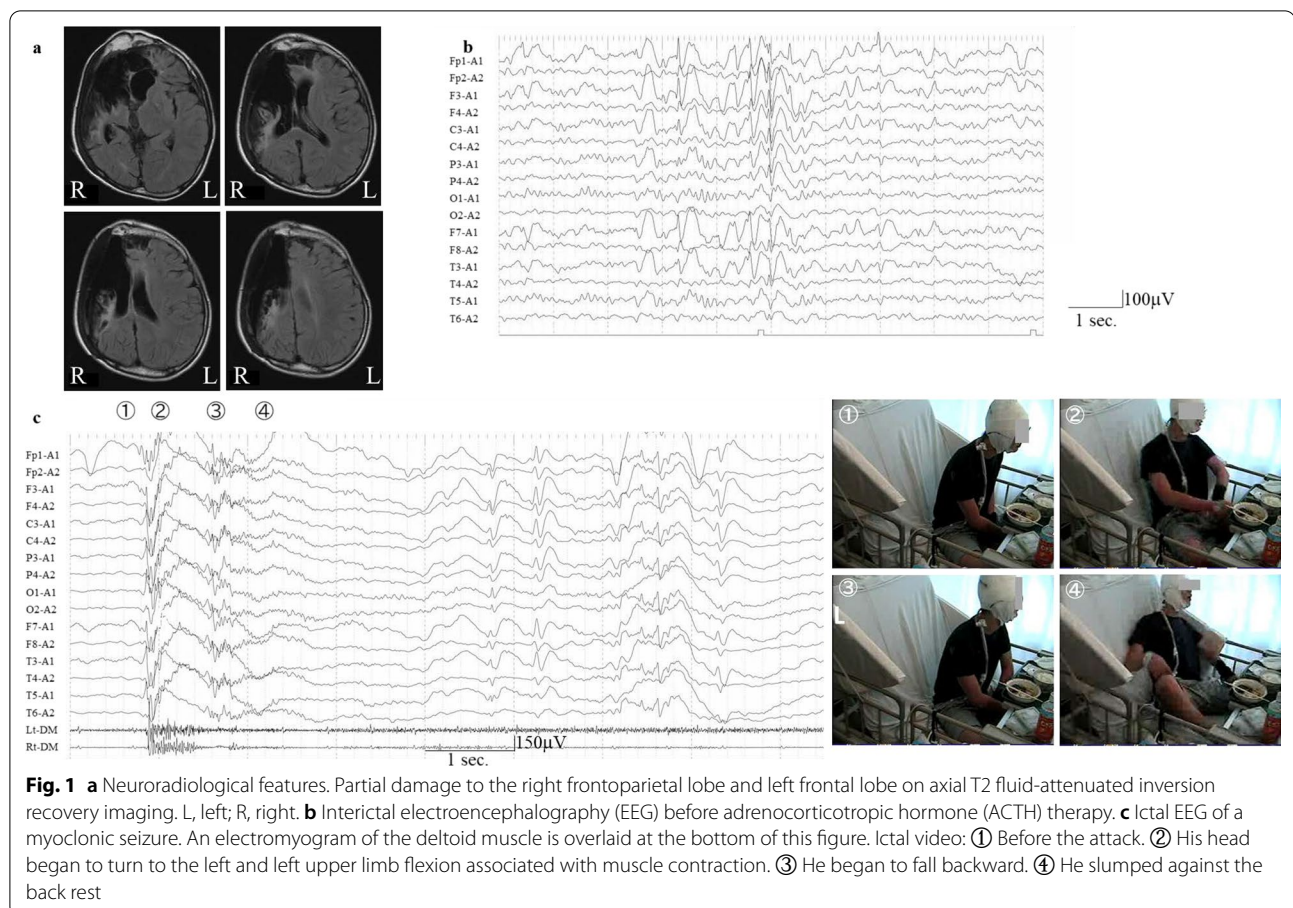 a
R L
R L
R L
R L
b
Fp1-A1
Fp2-A2
F3-A1
F4-A2
C3-A1
C4-A2
P3-A1
P4-A2
O1-A1
O2-A2
F7-A1
F8-A2
T3-A1
T4-A2
T5-A1
T6-A2
100μV
1 sec.
c
① ② ③ ④
Fp1-A1
Fp2-A2
F3-A1
F4-A2
C3-A1
C4-A2
P3-A1
P4-A2
O1-A1
O2-A2
F7-A1
F8-A2
T3-A1
T4-A2
T5-A1
T6-A2
Lt-DM
Rt-DM
150μV
1 sec.
① ②
③ ④
L
Fig. 1 a Neuroradiological features. Partial damage to the right frontoparietal lobe and left frontal lobe on axial T2 fluid-attenuated inversion
recovery imaging. L, left; R, right. b Interictal electroencephalography (EEG) before adrenocorticotropic hormone (ACTH) therapy. c Ictal EEG of a
myoclonic seizure. An electromyogram of the deltoid muscle is overlaid at the bottom of this figure. Ictal video: ① Before the attack. ② His head
began to turn to the left and left upper limb flexion associated with muscle contraction. ③ He began to fall backward. ④ He slumped against the
back rest